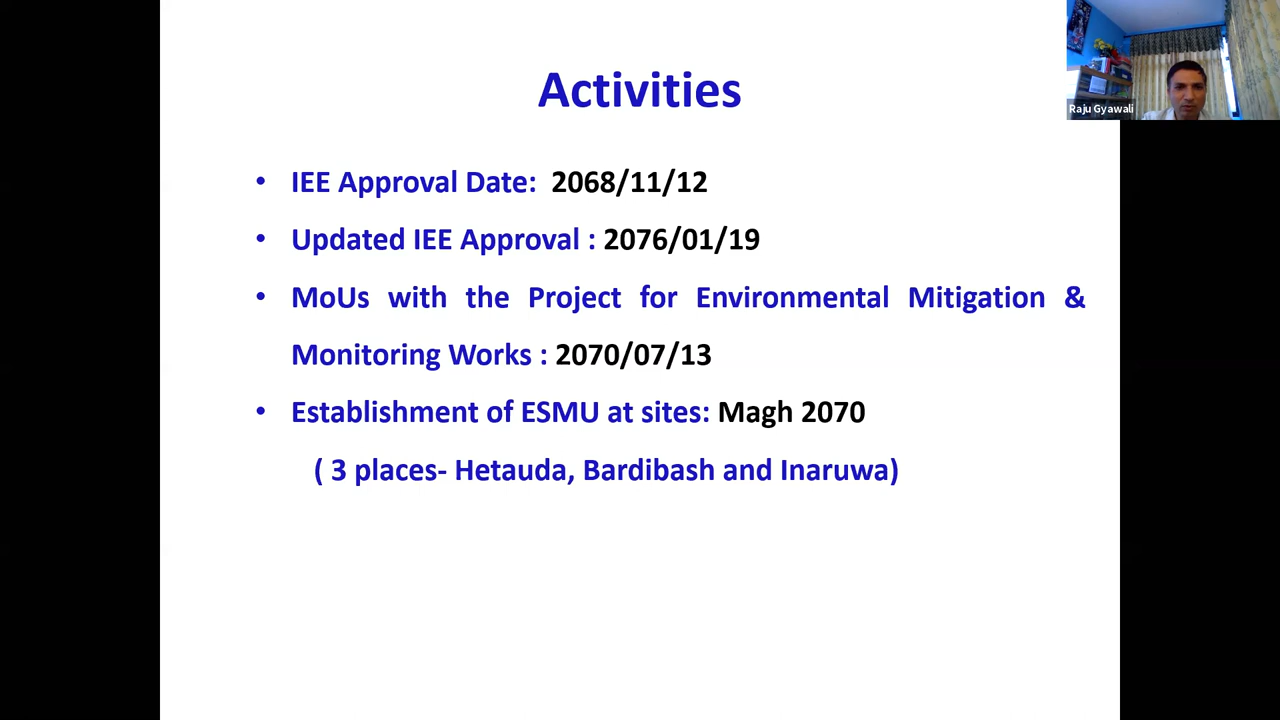 Activities
Raju Gyawali
• IEE Approval Date: 2068/11/12
• Updated IEE Approval : 2076/01/19
• MoUs with the Project for Environmental Mitigation &
Monitoring Works : 2070/07/13
• Establishment of ESMU at sites: Magh 2070
( 3 places- Hetauda, Bardibash and Inaruwa)